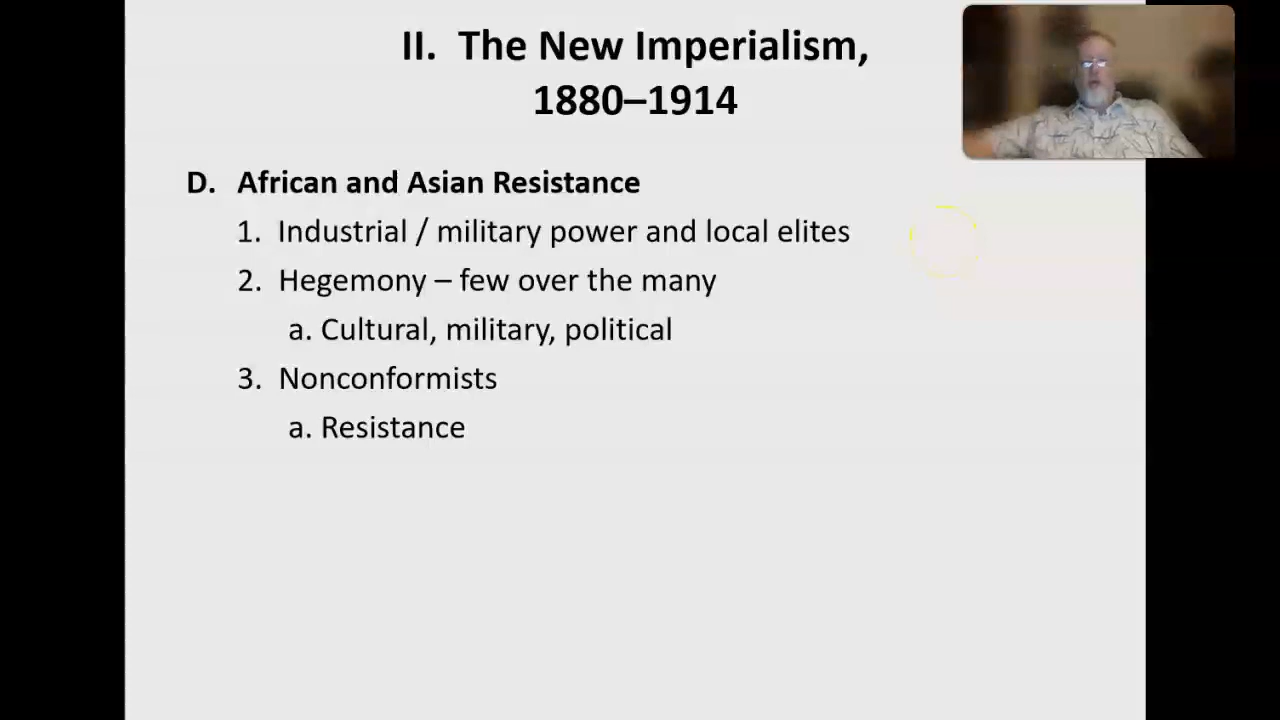 II. The New Imperialism,
1880–1914
D. African and Asian Resistance
1. Industrial / military power and local elites
2. Hegemony – few over the many
a. Cultural, military, political
3. Nonconformists
a. Resistance